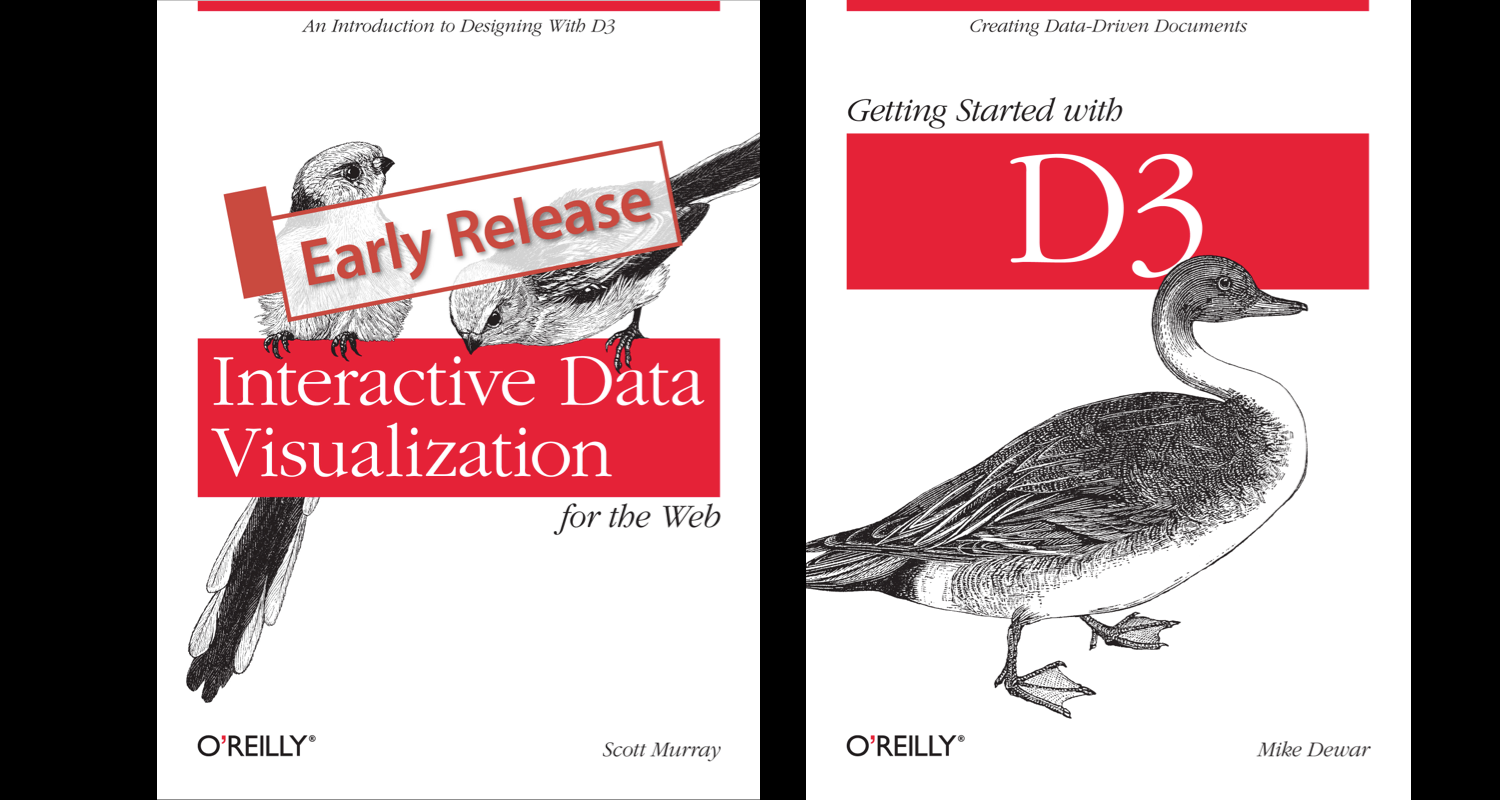 An Introduction to Designing With D3
Early Release
Interactive Data
Visualization
for the Web
O'REILLY®
Scott Murray
Creating Data-Driven Documents
Getting Started with
D3
O'REILLY®
Mike Dewar